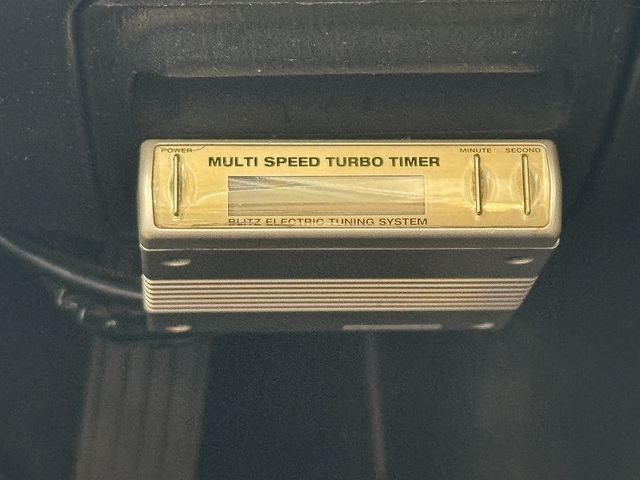 POWER
MULTI SPEED TURBO TIMER
MINUTE
SECOND
BLITZ ELECTRIC TUNING SYSTEM